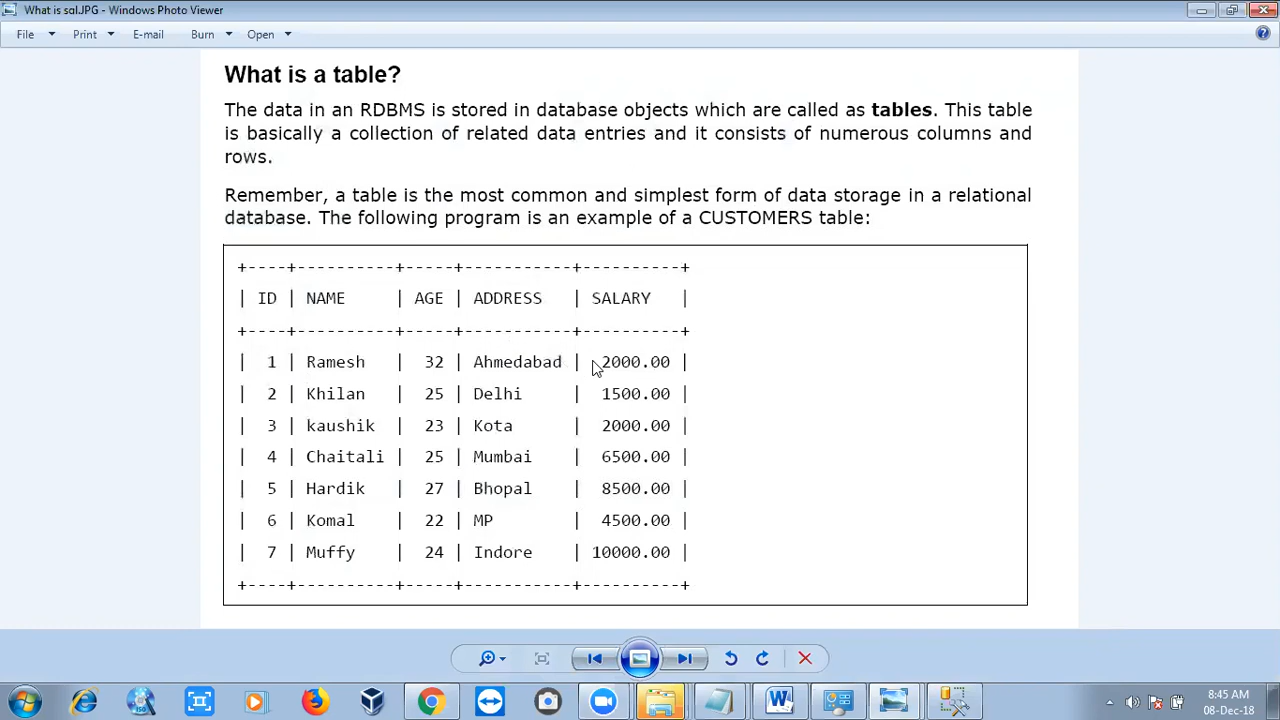 What is sql.JPG - Windows Photo Viewer
File Print E-mail Burn Open
What is a table?
The data in an RDBMS is stored in database objects which are called as tables. This table
is basically a collection of related data entries and it consists of numerous columns and
rows.
Remember, a table is the most common and simplest form of data storage in a relational
database. The following program is an example of a CUSTOMERS table:
+----+----------+-----+-----------+----------+
| ID | NAME | AGE | ADDRESS | SALARY |
+----+----------+-----+-----------+----------+
| 1 | Ramesh | 32 | Ahmedabad | 2000.00 |
| 2 | Khilan | 25 | Delhi | 1500.00 |
| 3 | kaushik | 23 | Kota | 2000.00 |
| 4 | Chaitali | 25 | Mumbai | 6500.00 |
| 5 | Hardik | 27 | Bhopal | 8500.00 |
| 6 | Komal | 22 | MP | 4500.00 |
| 7 | Muffy | 24 | Indore | 10000.00 |
+----+----------+-----+-----------+----------+
8:45 AM
08-Dec-18